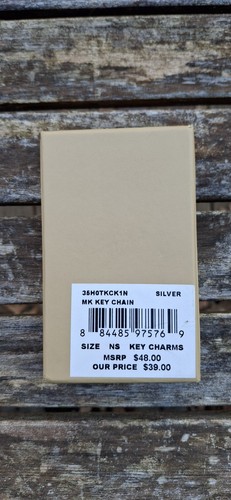 35H0TKCK1N SILVER
MK KEY CHAIN
8 84485 97576 9
SIZE NS KEY CHARMS
MSRP $48.00
OUR PRICE $39.00